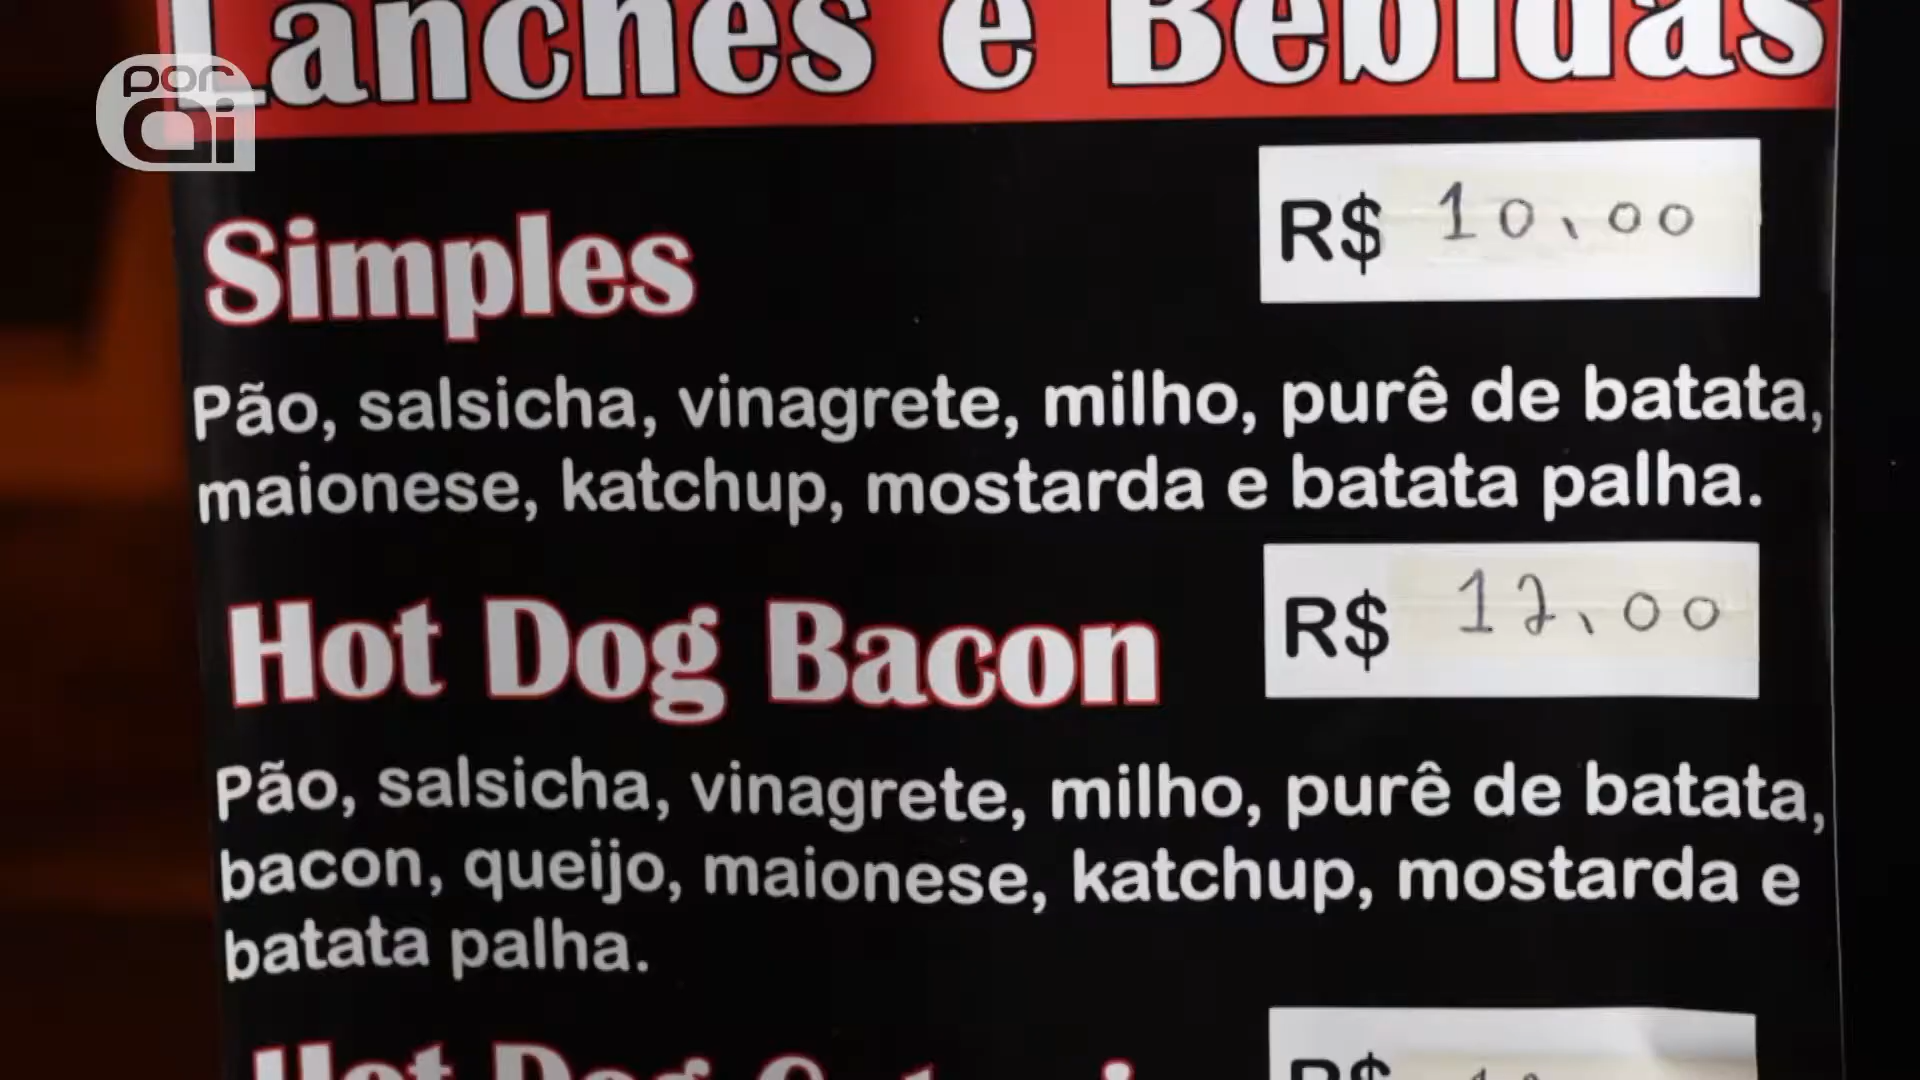 Lanches e Bebidas
por
ai
Simples
R$ 10,00
Pão, salsicha, vinagrete, milho, purê de batata,
maionese, katchup, mostarda e batata palha.
Hot Dog Bacon
R$ 12,00
Pão, salsicha, vinagrete, milho, purê de batata,
bacon, queijo, maionese, katchup, mostarda e
batata palha.
Hot Dog
R$